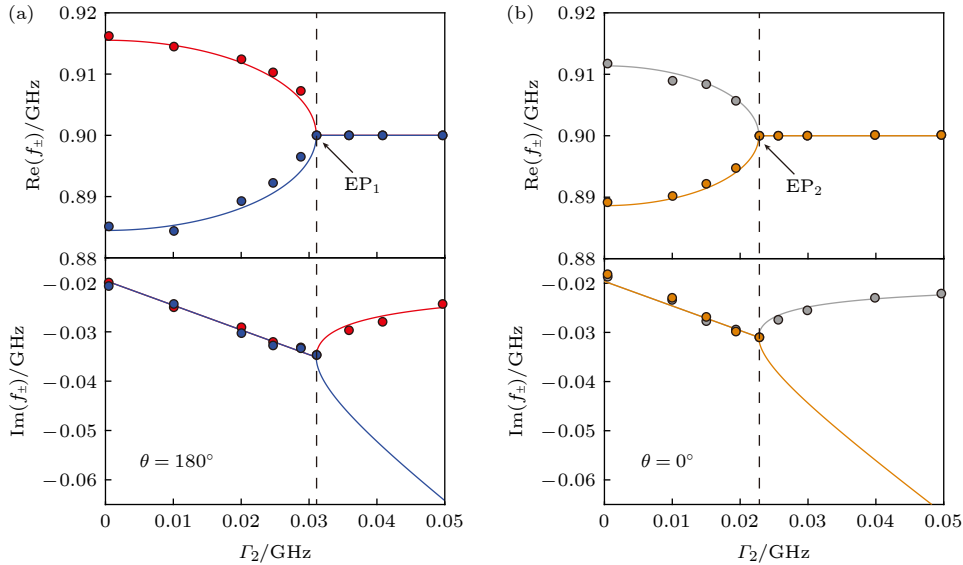 (a)
0.92
0.91
0.90
0.89
0.88
Re(f±)/GHz
EP1
−0.02
−0.03
−0.04
−0.05
−0.06
Im(f±)/GHz
θ = 180°
0 0.01 0.02 0.03 0.04 0.05
Γ2/GHz
(b)
0.92
0.91
0.90
0.89
0.88
Re(f±)/GHz
EP2
−0.02
−0.03
−0.04
−0.05
−0.06
Im(f±)/GHz
θ = 0°
0 0.01 0.02 0.03 0.04 0.05
Γ2/GHz